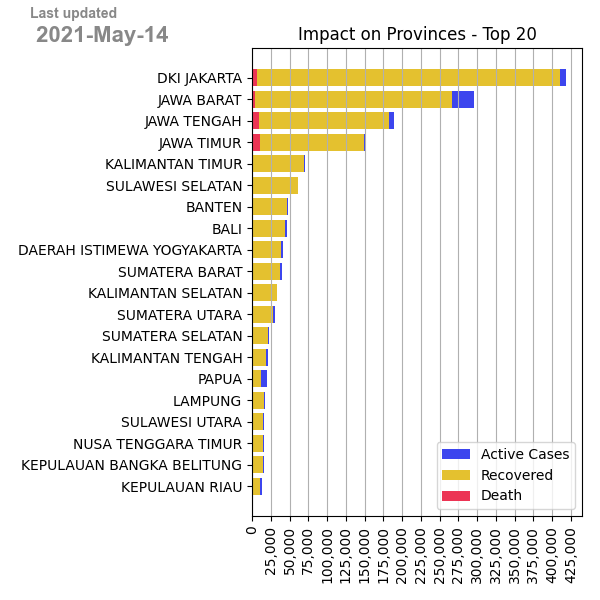 Last updated
2021-May-14
Impact on Provinces - Top 20
DKI JAKARTA
JAWA BARAT
JAWA TENGAH
JAWA TIMUR
KALIMANTAN TIMUR
SULAWESI SELATAN
BANTEN
BALI
DAERAH ISTIMEWA YOGYAKARTA
SUMATERA BARAT
KALIMANTAN SELATAN
SUMATERA UTARA
SUMATERA SELATAN
KALIMANTAN TENGAH
PAPUA
LAMPUNG
SULAWESI UTARA
NUSA TENGGARA TIMUR
KEPULAUAN BANGKA BELITUNG
KEPULAUAN RIAU
Active Cases
Recovered
Death
0
25,000
50,000
75,000
100,000
125,000
150,000
175,000
200,000
225,000
250,000
275,000
300,000
325,000
350,000
375,000
400,000
425,000